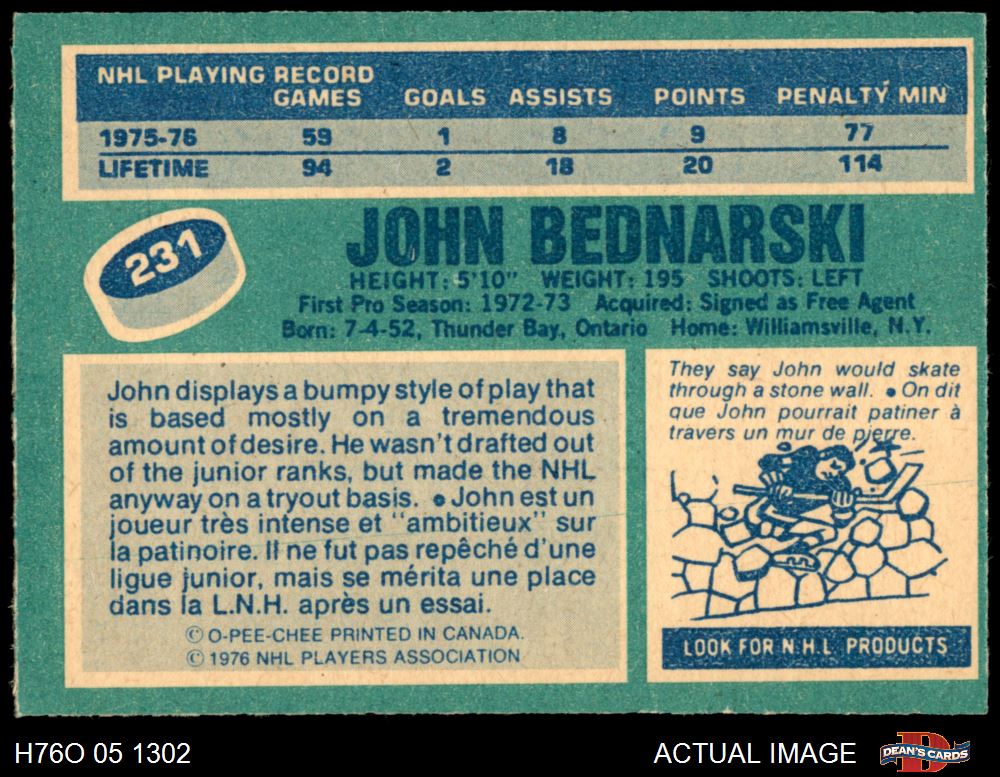 NHL PLAYING RECORD
GAMES GOALS ASSISTS POINTS PENALTY MIN
1975-76 59 1 8 9 77
LIFETIME 94 2 18 20 114
231
JOHN BEDNARSKI
HEIGHT: 5'10" WEIGHT: 195 SHOOTS: LEFT
First Pro Season: 1972-73 Acquired: Signed as Free Agent
Born: 7-4-52, Thunder Bay, Ontario Home: Williamsville, N.Y.
John displays a bumpy style of play that
is based mostly on a tremendous
amount of desire. He wasn't drafted out
of the junior ranks, but made the NHL
anyway on a tryout basis. • John est un
joueur très intense et "ambitieux" sur
la patinoire. Il ne fut pas repêché d'une
ligue junior, mais se mérita une place
dans la L.N.H. après un essai.
© O-PEE-CHEE PRINTED IN CANADA.
© 1976 NHL PLAYERS ASSOCIATION
They say John would skate
through a stone wall. • On dit
que John pourrait patiner à
travers un mur de pierre.
LOOK FOR N.H.L PRODUCTS
H76O 05 1302
ACTUAL IMAGE
DEAN'S CARDS